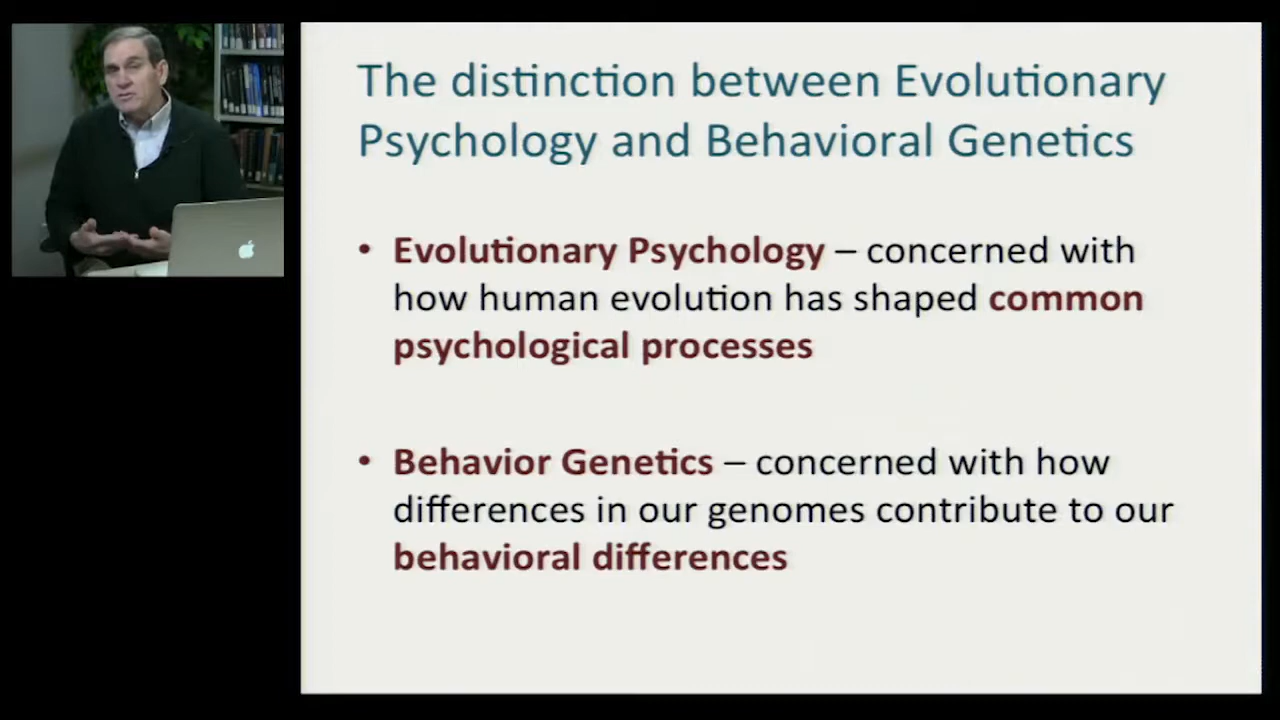 The distinction between Evolutionary
Psychology and Behavioral Genetics
• Evolutionary Psychology – concerned with
how human evolution has shaped common
psychological processes
• Behavior Genetics – concerned with how
differences in our genomes contribute to our
behavioral differences